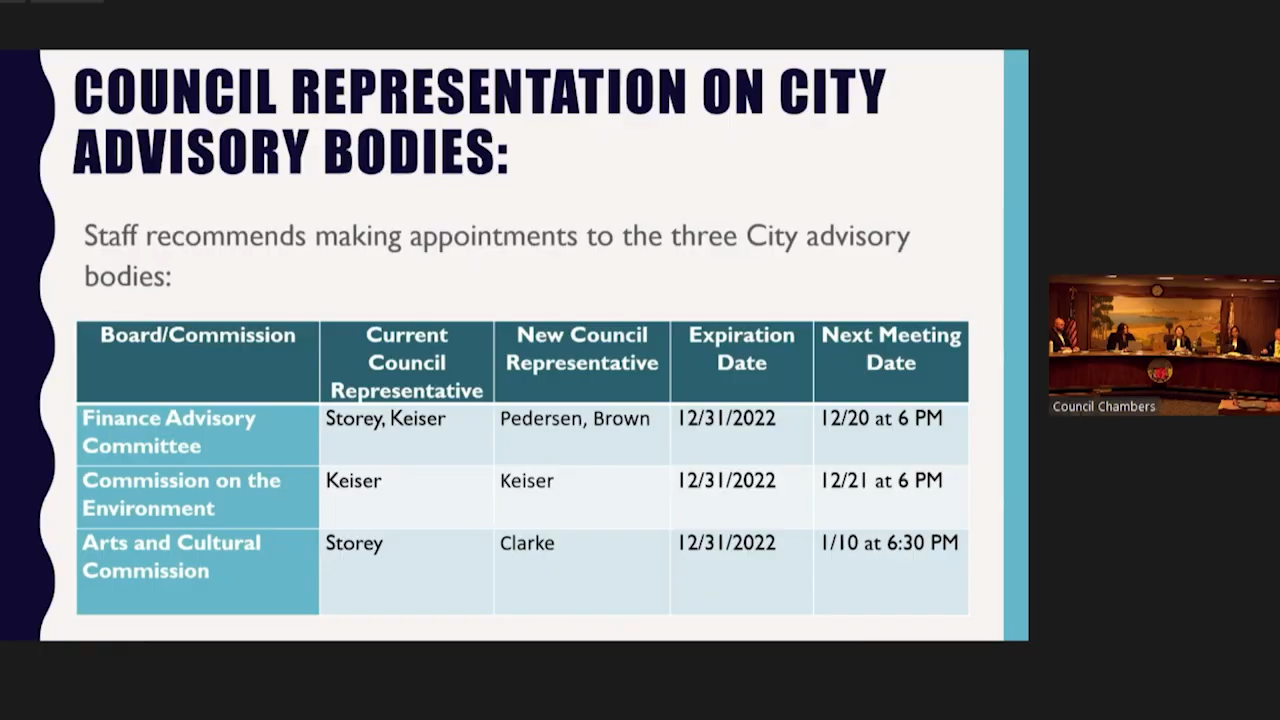 COUNCIL REPRESENTATION ON CITY
ADVISORY BODIES:
Staff recommends making appointments to the three City advisory
bodies:
Board/Commission
Current
Council
Representative
New Council
Representative
Expiration
Date
Next Meeting
Date
Finance Advisory
Committee
Storey, Keiser
Pedersen, Brown
12/31/2022
12/20 at 6 PM
Commission on the
Environment
Keiser
Keiser
12/31/2022
12/21 at 6 PM
Arts and Cultural
Commission
Storey
Clarke
12/31/2022
1/10 at 6:30 PM
Council Chambers